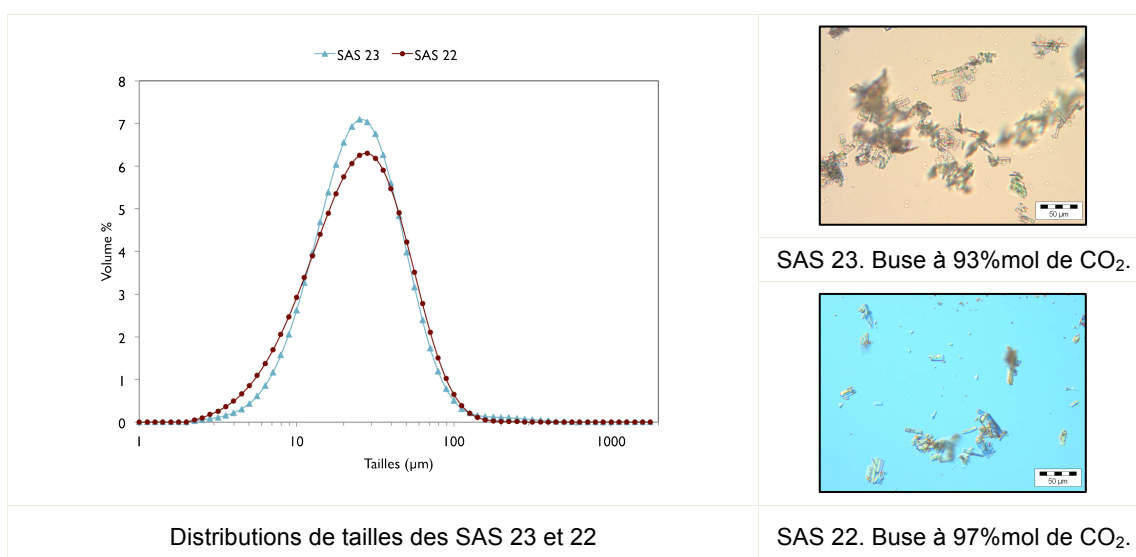 SAS 23 SAS 22
8
7
6
5
4
3
2
1
0
Volume %
1 10 100 1000
Tailles (µm)
Distributions de tailles des SAS 23 et 22
50 µm
SAS 23. Buse à 93%mol de CO₂.
50 µm
SAS 22. Buse à 97%mol de CO₂.